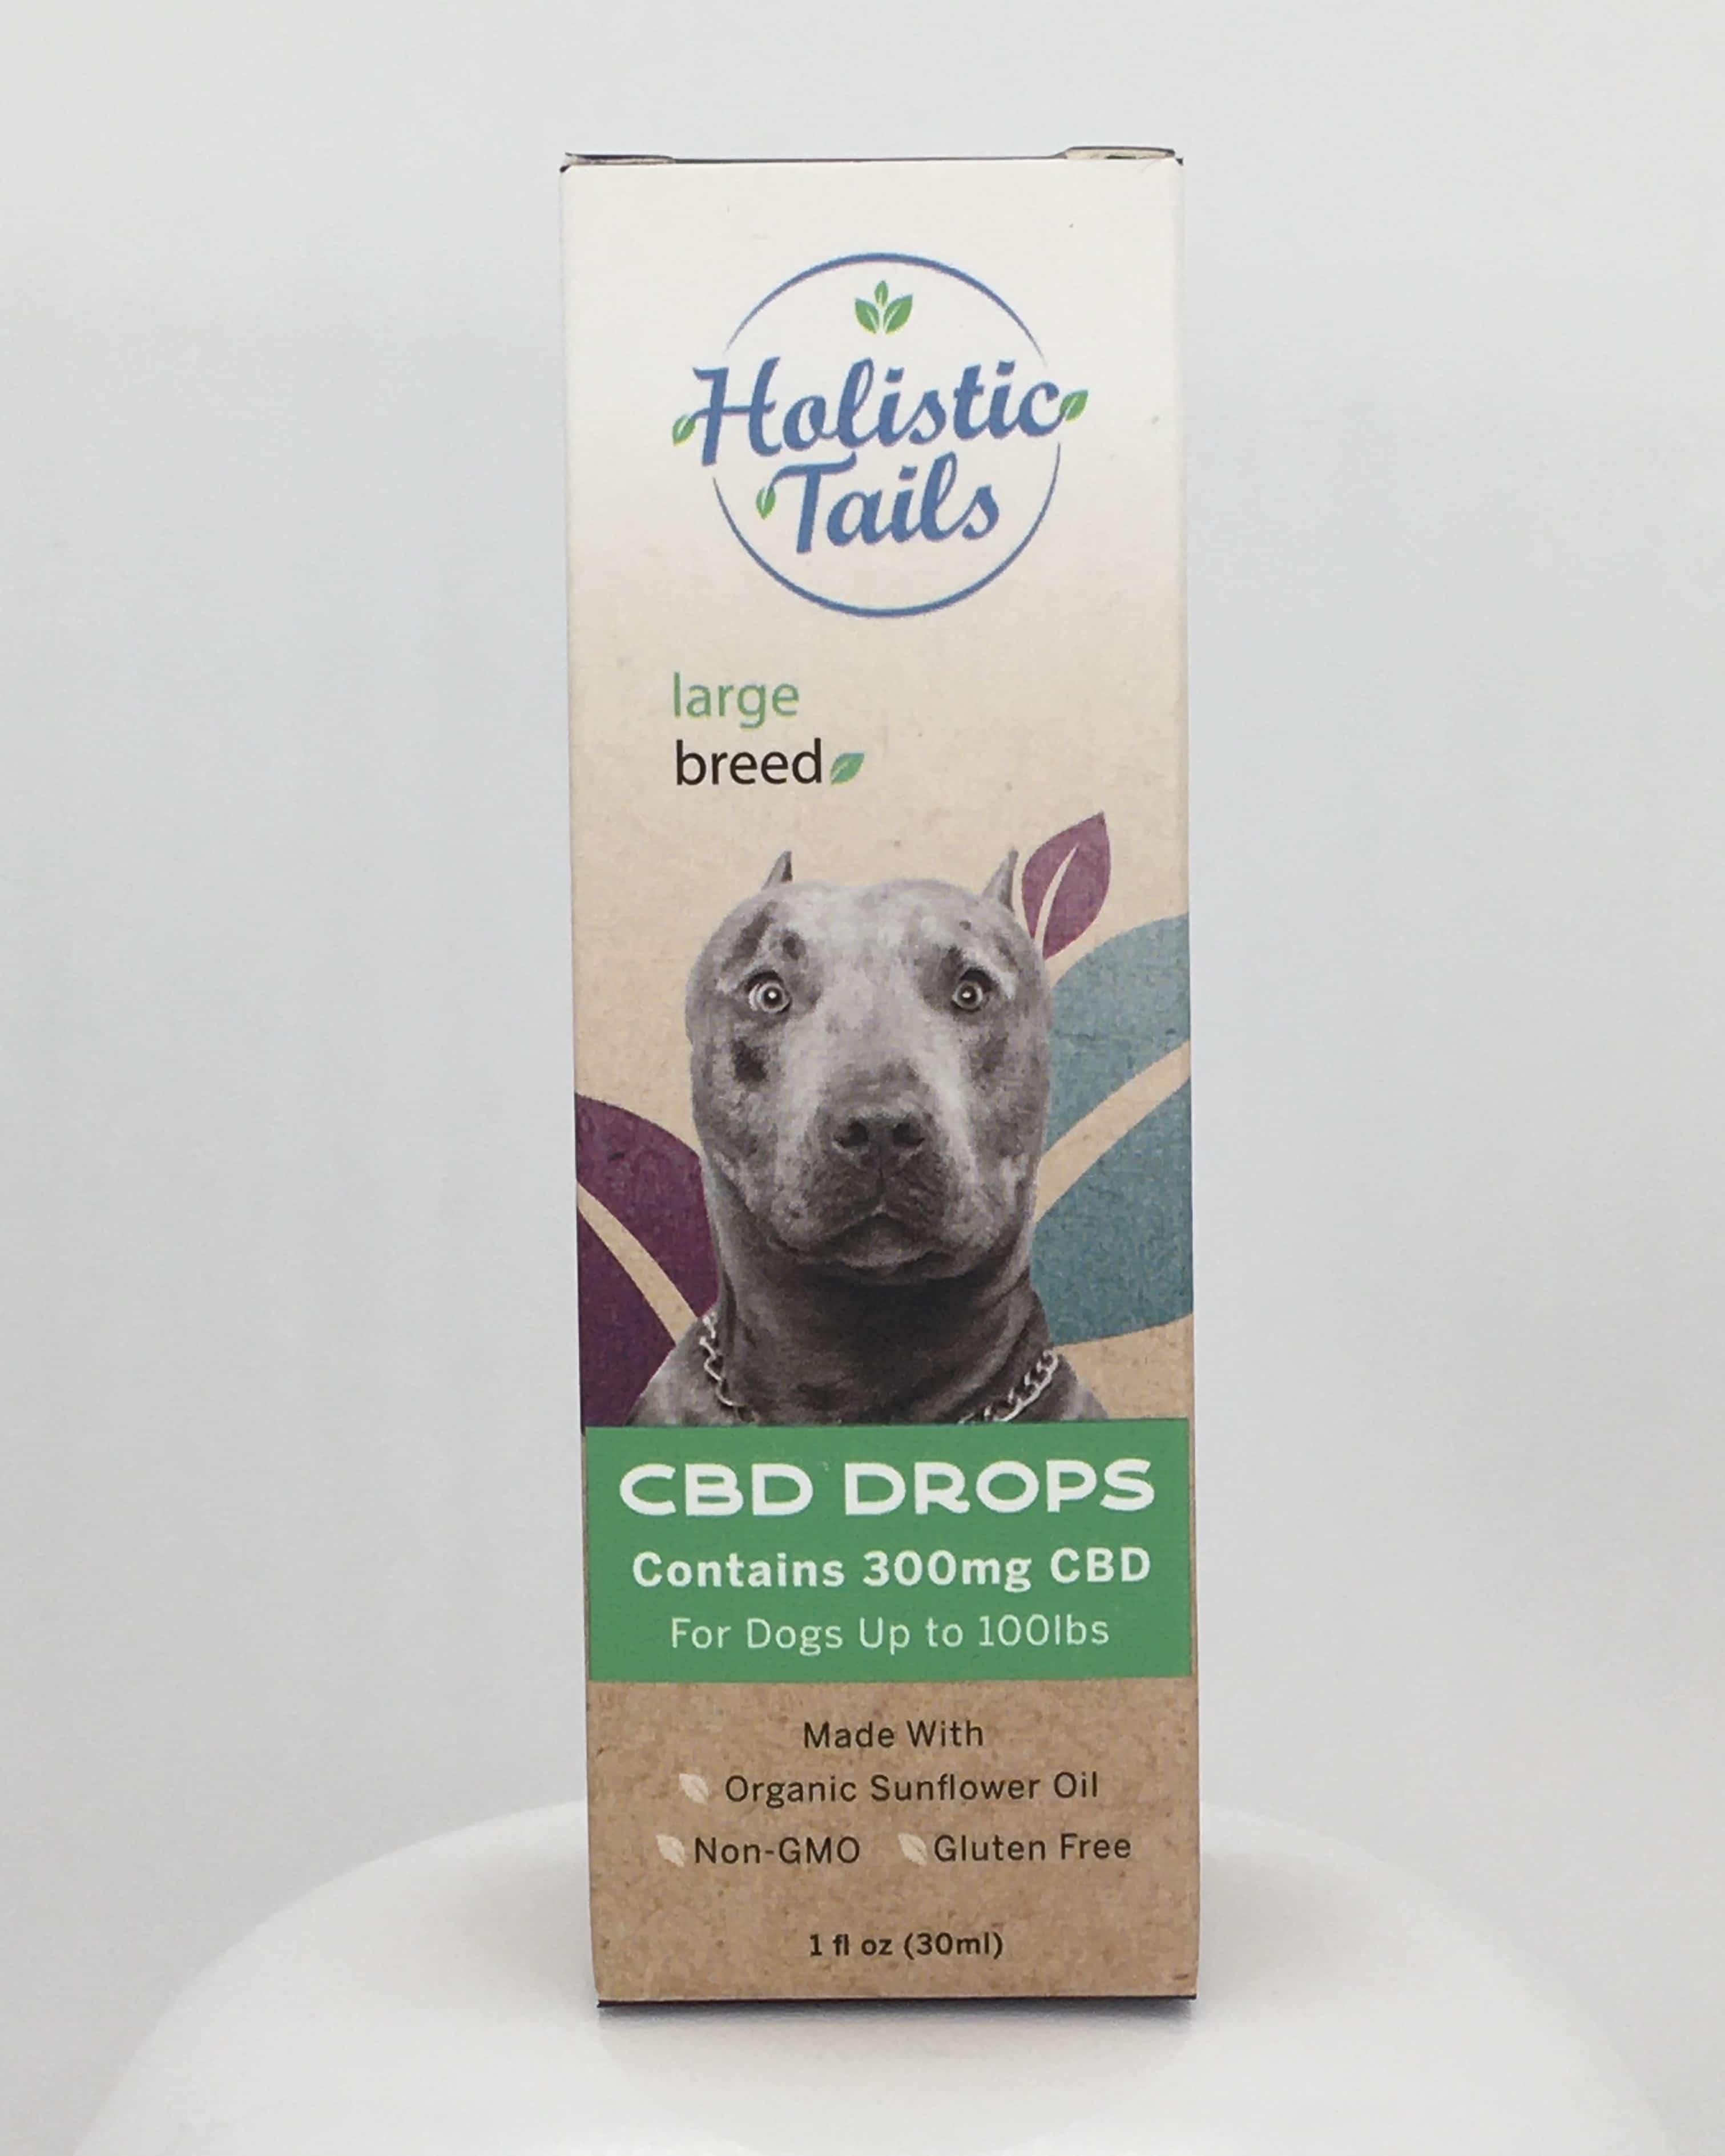 Holistic
Tails
large
breed
CBD DROPS
Contains 300mg CBD
For Dogs Up to 100lbs
Made With
Organic Sunflower Oil
Non-GMO Gluten Free
1 fl oz (30ml)